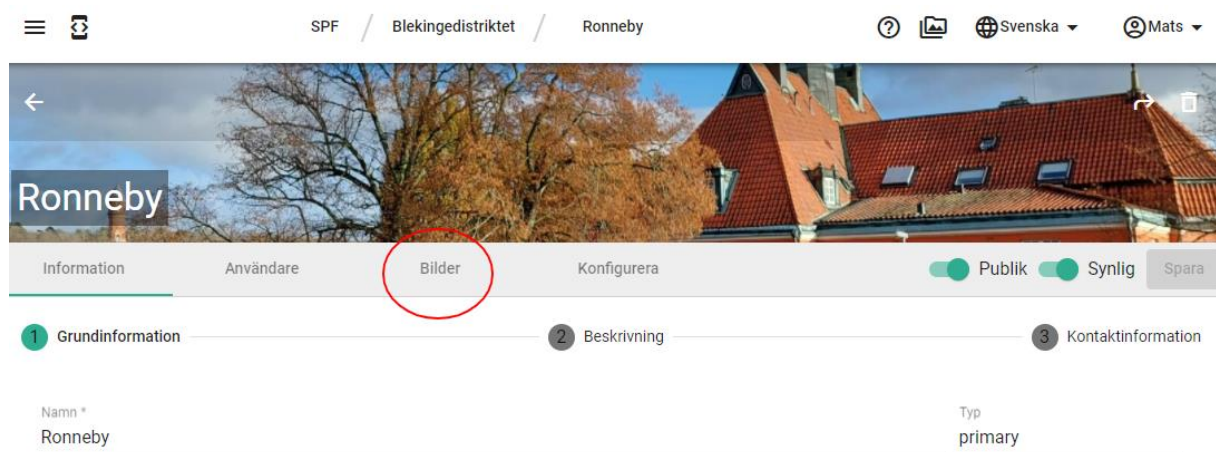 SPF / Blekingedistriktet / Ronneby Svenska Mats
Ronneby
Information Användare Bilder Konfigurera Publik Synlig Spara
1 Grundinformation 2 Beskrivning 3 Kontaktinformation
Namn * Typ
Ronneby primary